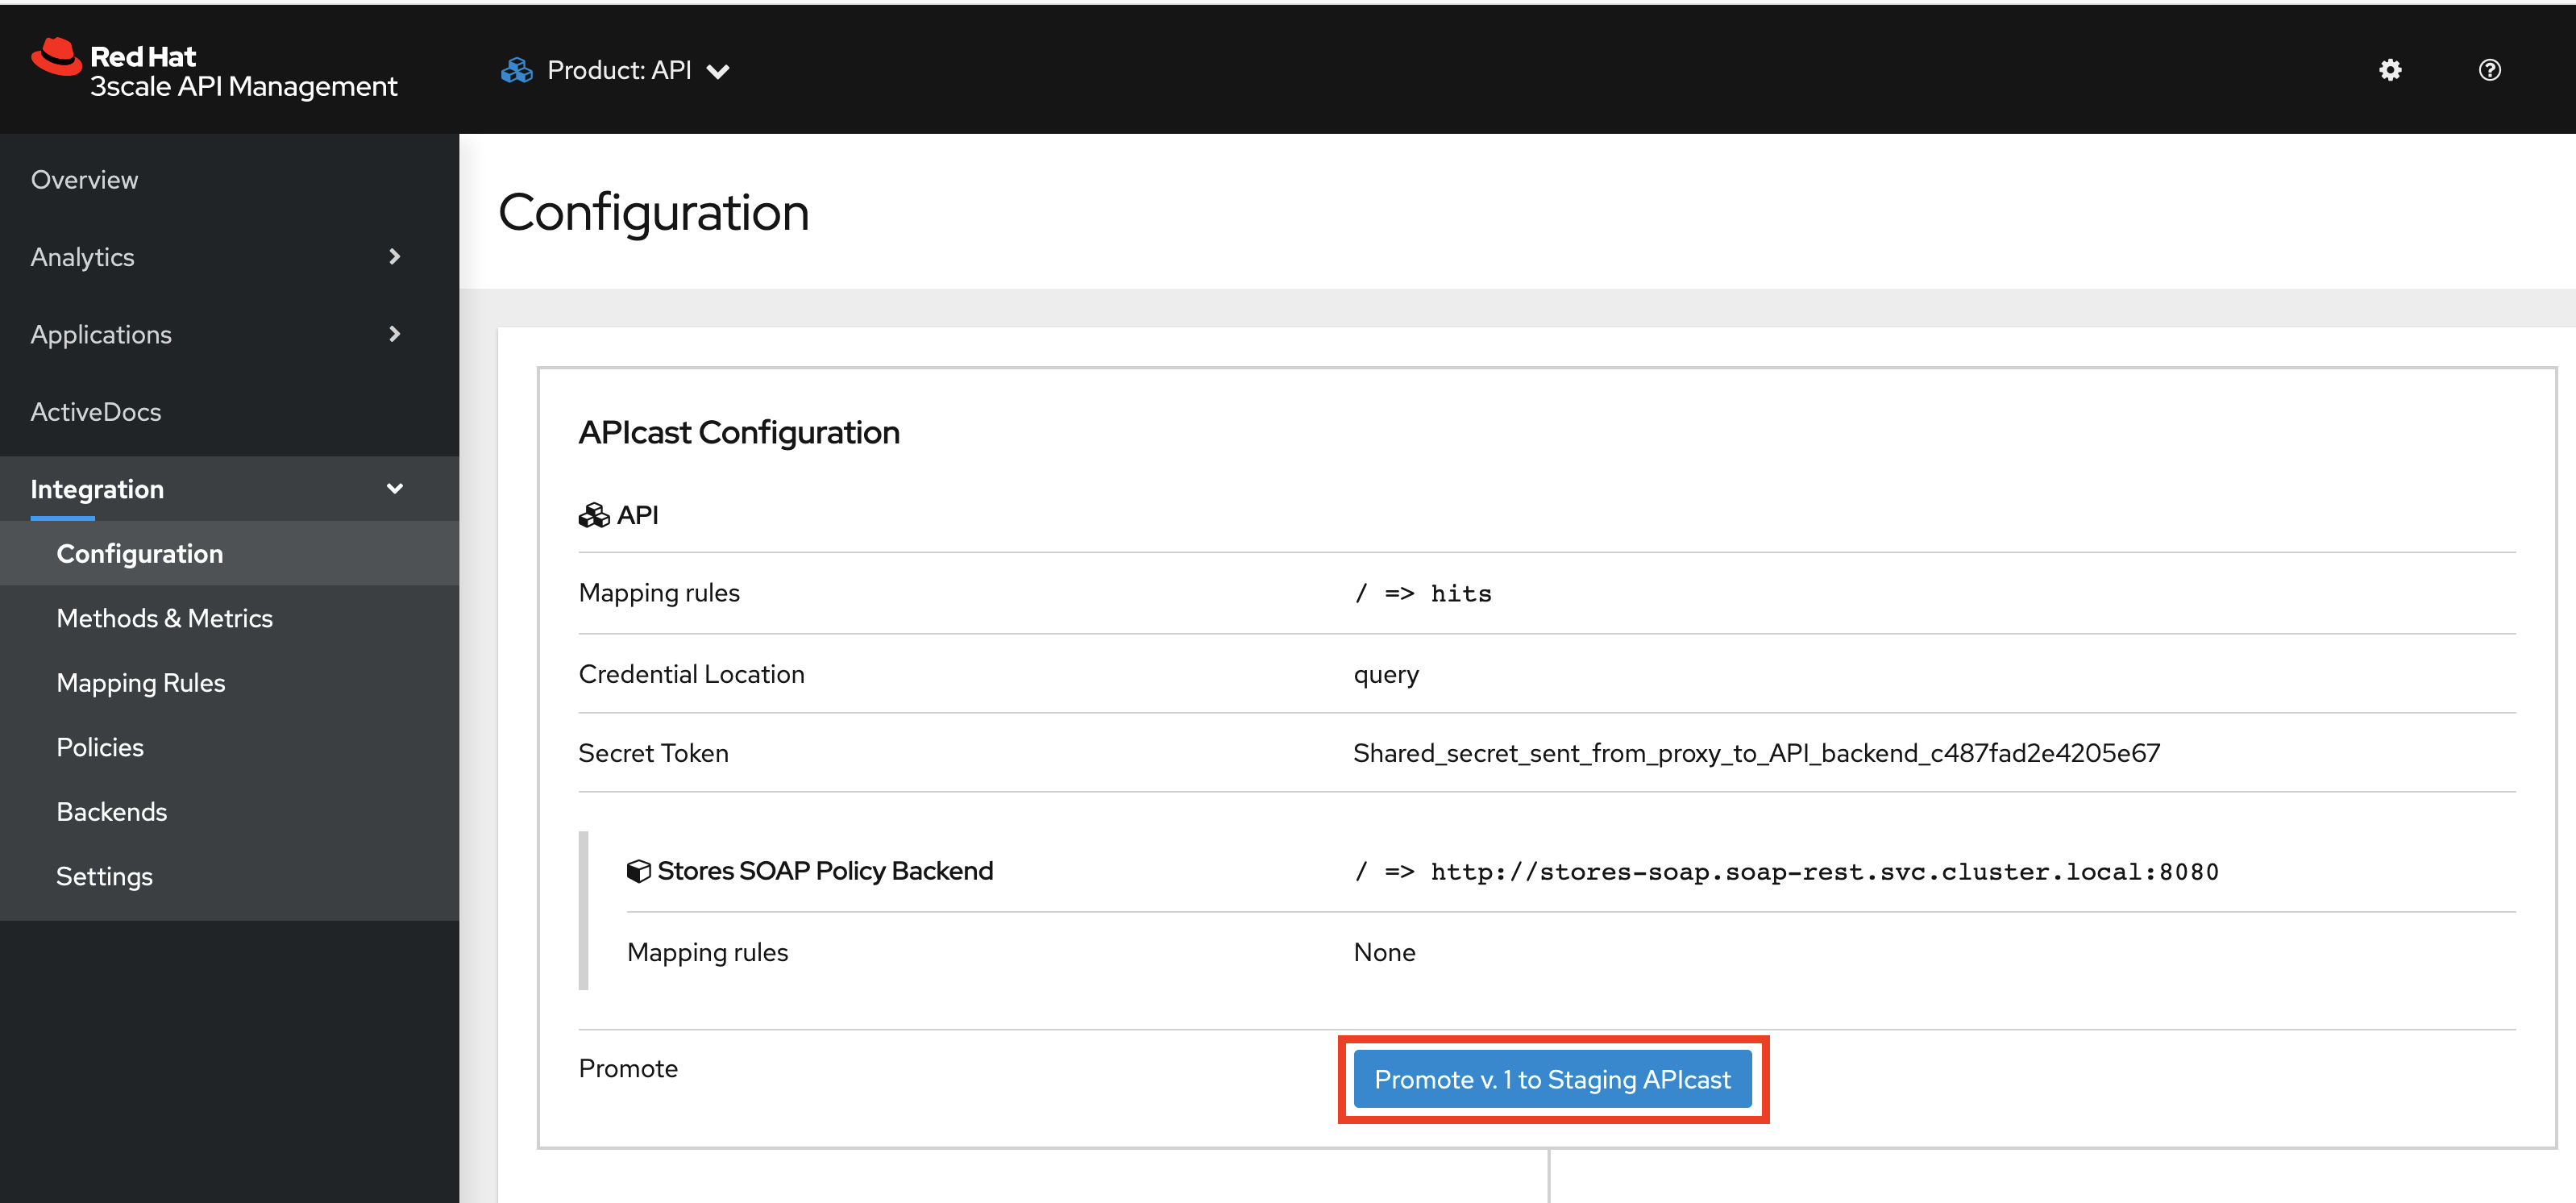 Red Hat
3scale API Management
Product: API
Overview
Analytics
Applications
ActiveDocs
Integration
Configuration
Methods & Metrics
Mapping Rules
Policies
Backends
Settings
Configuration
APIcast Configuration
API
Mapping rules / => hits
Credential Location query
Secret Token Shared_secret_sent_from_proxy_to_API_backend_c487fad2e4205e67
Stores SOAP Policy Backend / => http://stores-soap.soap-rest.svc.cluster.local:8080
Mapping rules None
Promote Promote v. 1 to Staging APIcast